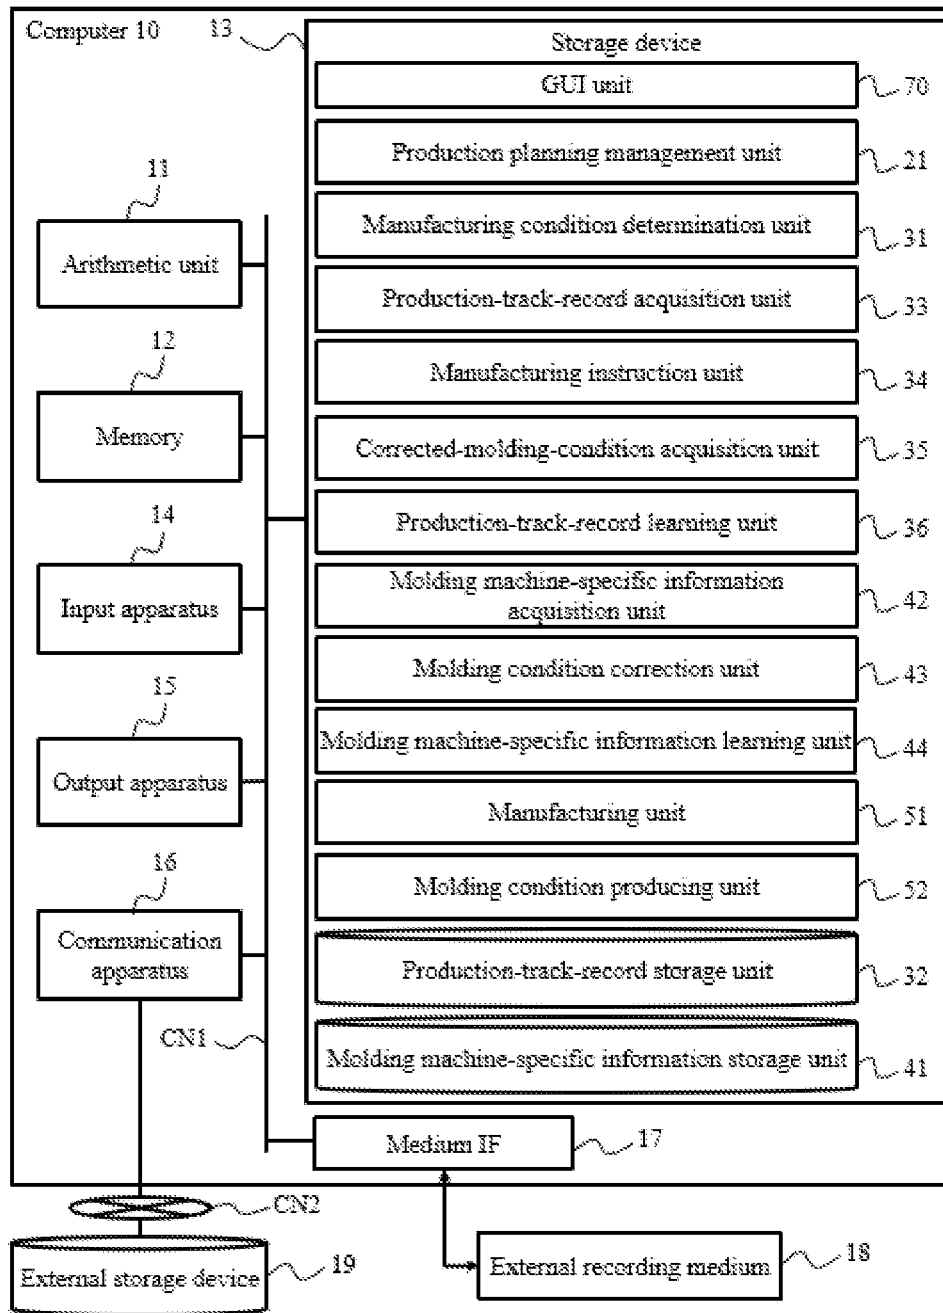 Computer 10
13
Storage device
GUI unit
70
Production planning management unit
21
11
Manufacturing condition determination unit
31
Arithmetic unit
Production-track-record acquisition unit
33
12
Manufacturing instruction unit
34
Memory
Corrected-molding-condition acquisition unit
35
14
Production-track-record learning unit
36
Input apparatus
Molding machine-specific information
acquisition unit
42
15
Molding condition correction unit
43
Output apparatus
Molding machine-specific information learning unit
44
Manufacturing unit
51
16
Molding condition producing unit
52
Communication
apparatus
Production-track-record storage unit
32
CN1
Molding machine-specific information storage unit
41
Medium IF
17
CN2
External storage device
19
External recording medium
18